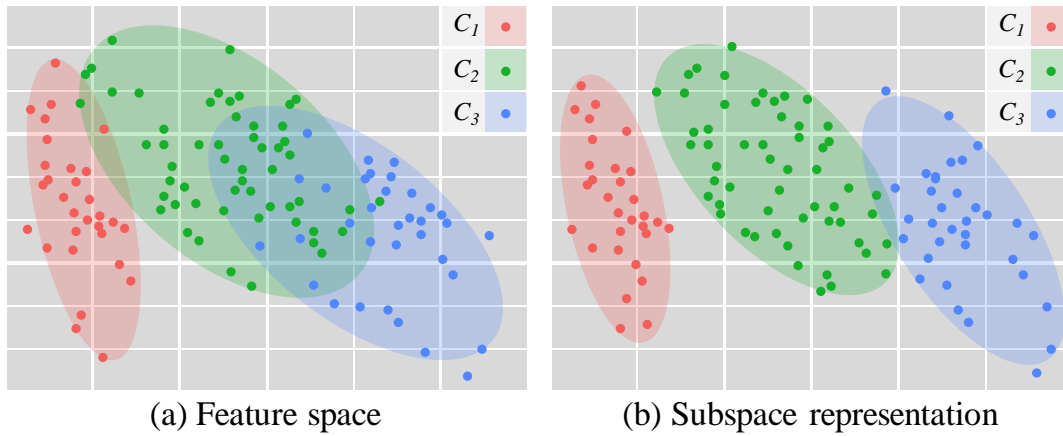 C1
C2
C3
C1
C2
C3
(a) Feature space
(b) Subspace representation